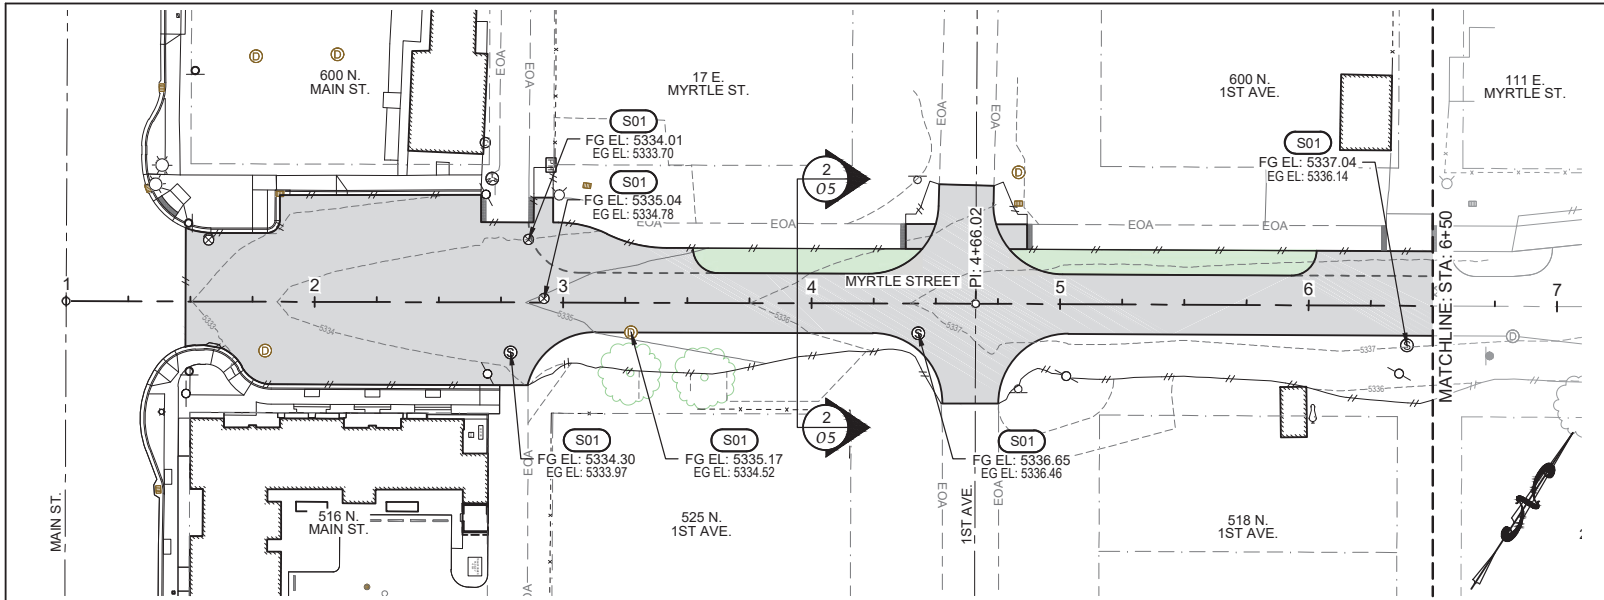 600 N.
MAIN ST.
17 E.
MYRTLE ST.
600 N.
1ST AVE.
111 E.
MYRTLE ST.
EOA
EOA
EOA
EOA
S01
FG EL: 5334.01
EG EL: 5333.70
S01
FG EL: 5335.04
EG EL: 5334.78
S01
FG EL: 5337.04
EG EL: 5336.14
2
05
EOA
EOA
EOA
EOA
D
D
D
PI: 4+66.02
MYRTLE STREET
MATCHLINE: STA: 6+50
1
2
3
4
5
6
7
5333
5334
5335
5336
5337
5337
5336
D
D
D
S
S
S
2
05
S01
FG EL: 5334.30
EG EL: 5333.97
S01
FG EL: 5335.17
EG EL: 5334.52
S01
FG EL: 5336.65
EG EL: 5336.46
EOA
EOA
EOA
EOA
MAIN ST.
516 N.
MAIN ST.
525 N.
1ST AVE.
1ST AVE.
518 N.
1ST AVE.